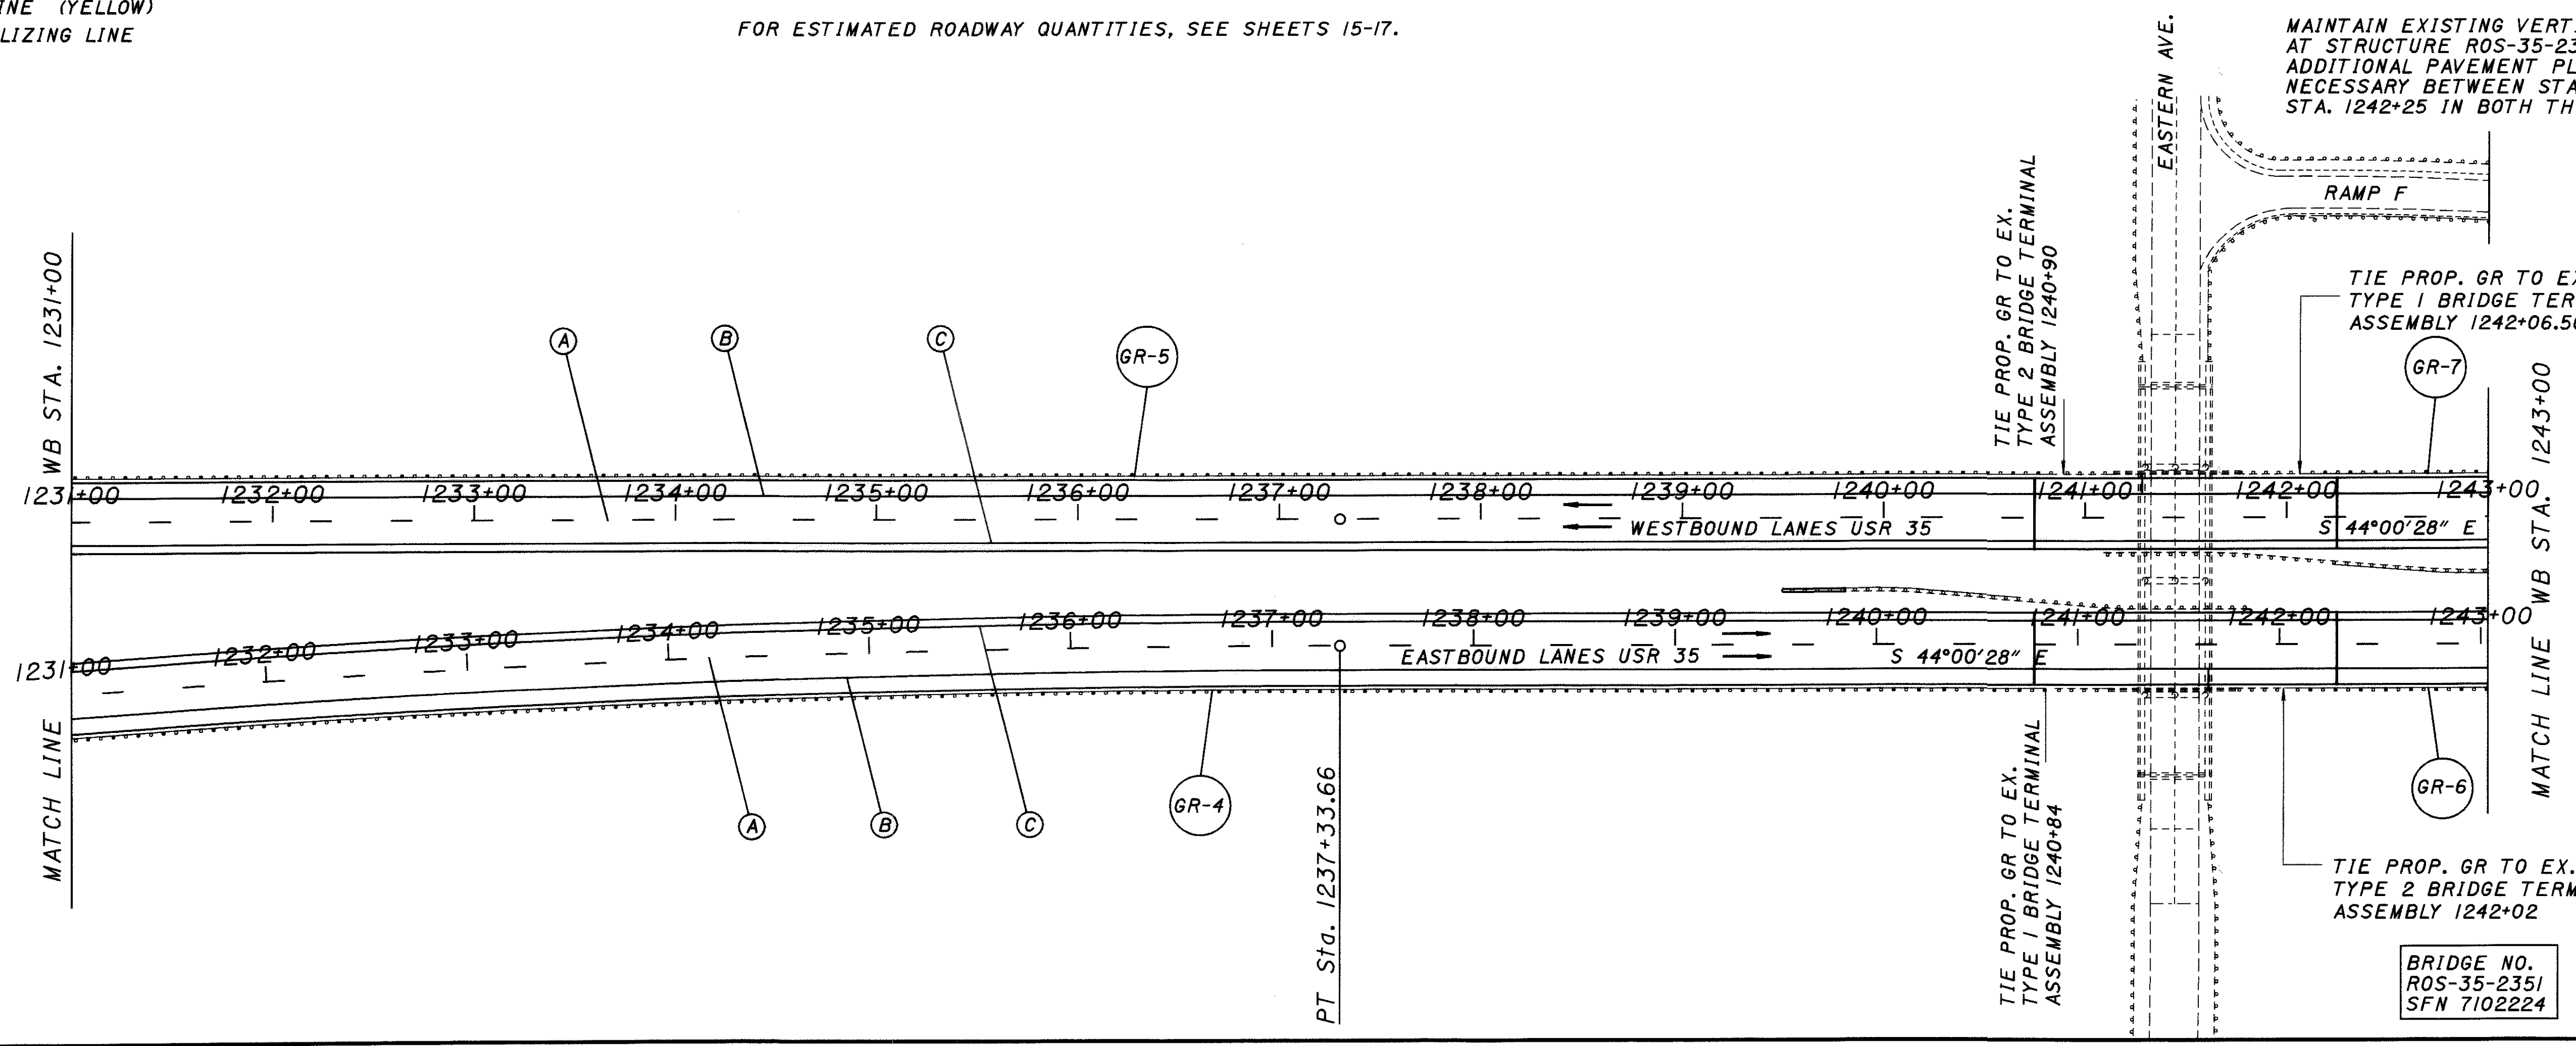 INE (YELLOW)
LIZING LINE
FOR ESTIMATED ROADWAY QUANTITIES, SEE SHEETS 15-17.
MAINTAIN EXISTING VERT
AT STRUCTURE ROS-35-23
ADDITIONAL PAVEMENT PL
NECESSARY BETWEEN STA
STA. 1242+25 IN BOTH TH
EASTERN AVE.
RAMP F
TIE PROP. GR TO EX.
TYPE 2 BRIDGE TERMINAL
ASSEMBLY 1240+90
TIE PROP. GR TO EX
TYPE 1 BRIDGE TER
ASSEMBLY 1242+06.50
WB STA. 1231+00
A
B
C
GR-5
GR-7
1231+00
1232+00
1233+00
1234+00
1235+00
1236+00
1237+00
1238+00
1239+00
1240+00
1241+00
1242+00
1243+00
WESTBOUND LANES USR 35
S 44°00'28" E
1231+00
1232+00
1233+00
1234+00
1235+00
1236+00
1237+00
1238+00
1239+00
1240+00
1241+00
1242+00
1243+00
EASTBOUND LANES USR 35
S 44°00'28" E
MATCH LINE
MATCH LINE WB STA. 1243+00
A
B
C
GR-4
GR-6
PT Sta. 1237+33.66
TIE PROP. GR TO EX.
TYPE 1 BRIDGE TERMINAL
ASSEMBLY 1240+84
TIE PROP. GR TO EX.
TYPE 2 BRIDGE TERM
ASSEMBLY 1242+02
BRIDGE NO.
ROS-35-2351
SFN 7102224